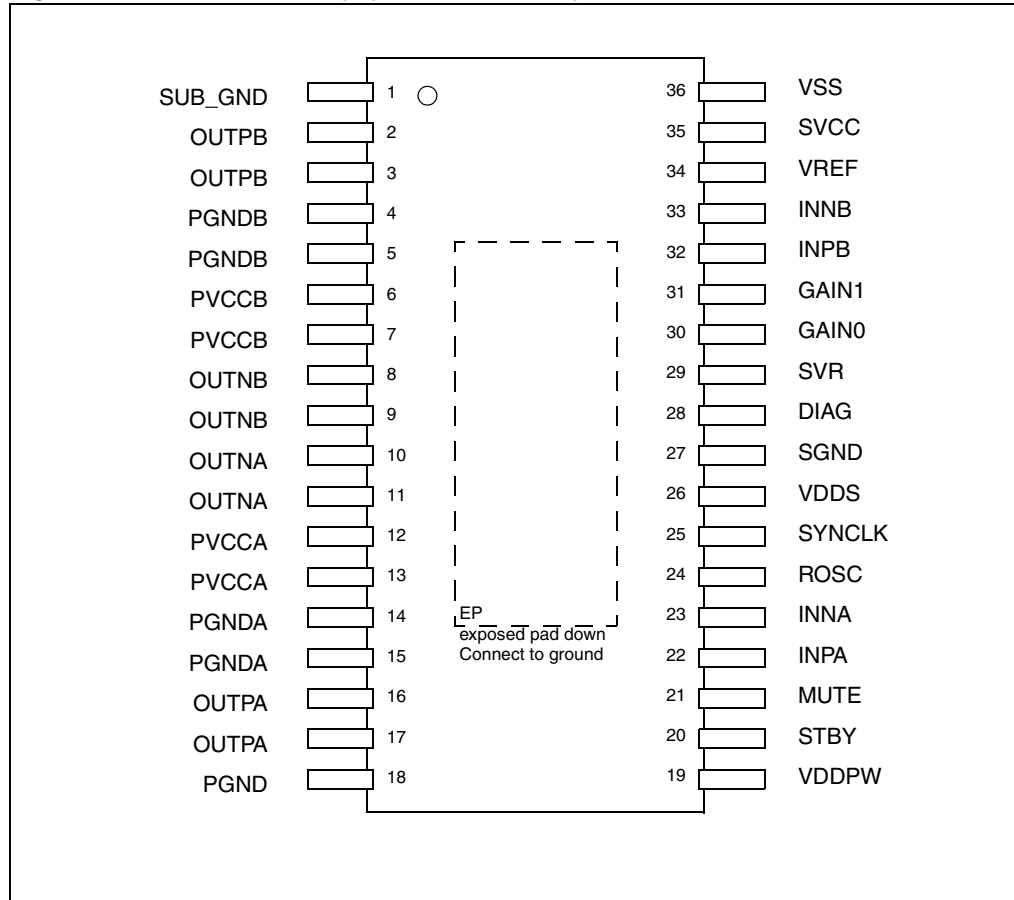 SUB_GND 1 36 VSS
OUTPB 2 35 SVCC
OUTPB 3 34 VREF
PGNDB 4 33 INNB
PGNDB 5 32 INPB
PVCCB 6 31 GAIN1
PVCCB 7 30 GAIN0
OUTNB 8 29 SVR
OUTNB 9 28 DIAG
OUTNA 10 27 SGND
OUTNA 11 26 VDDS
PVCCA 12 25 SYNCLK
PVCCA 13 24 ROSC
PGNDA 14 EP 23 INNA
exposed pad down
PGNDA 15 Connect to ground 22 INPA
OUTPA 16 21 MUTE
OUTPA 17 20 STBY
PGND 18 19 VDDPW